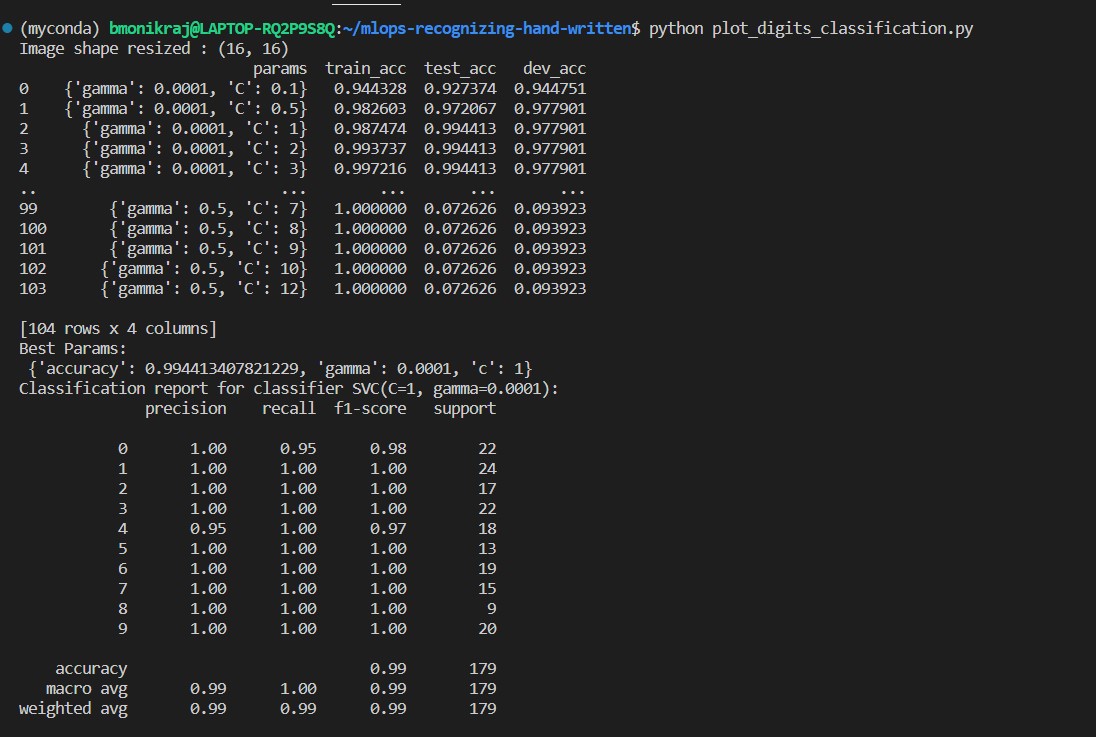 (myconda) bmonikraj@LAPTOP-RQ2P9S8Q:~/mlops-recognizing-hand-written$ python plot_digits_classification.py
Image shape resized : (16, 16)
params train_acc test_acc dev_acc
0 {'gamma': 0.0001, 'C': 0.1} 0.944328 0.927374 0.944751
1 {'gamma': 0.0001, 'C': 0.5} 0.982603 0.972067 0.977901
2 {'gamma': 0.0001, 'C': 1} 0.987474 0.994413 0.977901
3 {'gamma': 0.0001, 'C': 2} 0.993737 0.994413 0.977901
4 {'gamma': 0.0001, 'C': 3} 0.997216 0.994413 0.977901
.. ... ... ... ...
99 {'gamma': 0.5, 'C': 7} 1.000000 0.072626 0.093923
100 {'gamma': 0.5, 'C': 8} 1.000000 0.072626 0.093923
101 {'gamma': 0.5, 'C': 9} 1.000000 0.072626 0.093923
102 {'gamma': 0.5, 'C': 10} 1.000000 0.072626 0.093923
103 {'gamma': 0.5, 'C': 12} 1.000000 0.072626 0.093923
[104 rows x 4 columns]
Best Params:
{'accuracy': 0.994413407821229, 'gamma': 0.0001, 'c': 1}
Classification report for classifier SVC(C=1, gamma=0.0001):
precision recall f1-score support
0 1.00 0.95 0.98 22
1 1.00 1.00 1.00 24
2 1.00 1.00 1.00 17
3 1.00 1.00 1.00 22
4 0.95 1.00 0.97 18
5 1.00 1.00 1.00 13
6 1.00 1.00 1.00 19
7 1.00 1.00 1.00 15
8 1.00 1.00 1.00 9
9 1.00 1.00 1.00 20
accuracy 0.99 179
macro avg 0.99 1.00 0.99 179
weighted avg 0.99 0.99 0.99 179